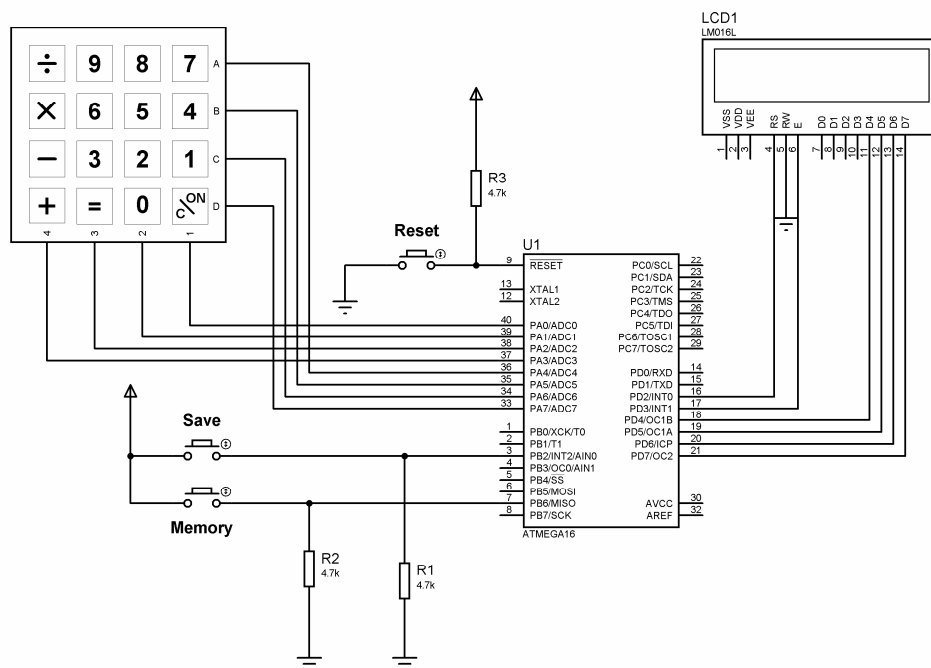 LCD1
LM016L
÷ 9 8 7 A
× 6 5 4 B
− 3 2 1 C
+ = 0 ON/C D
4 3 2 1
VSS VDD VEE RS RW E D0 D1 D2 D3 D4 D5 D6 D7
1 2 3 4 5 6 7 8 9 10 11 12 13 14
R3
4.7k
Reset
U1
9 RESET PC0/SCL 22
PC1/SDA 23
13 XTAL1 PC2/TCK 24
12 XTAL2 PC3/TMS 25
PC4/TDO 26
40 PA0/ADC0 PC5/TDI 27
39 PA1/ADC1 PC6/TOSC1 28
38 PA2/ADC2 PC7/TOSC2 29
37 PA3/ADC3
36 PA4/ADC4 PD0/RXD 14
35 PA5/ADC5 PD1/TXD 15
34 PA6/ADC6 PD2/INT0 16
33 PA7/ADC7 PD3/INT1 17
PD4/OC1B 18
1 PB0/XCK/T0 PD5/OC1A 19
2 PB1/T1 PD6/ICP 20
3 PB2/INT2/AIN0 PD7/OC2 21
4 PB3/OC0/AIN1
5 PB4/SS
6 PB5/MOSI
7 PB6/MISO AVCC 30
8 PB7/SCK AREF 32
ATMEGA16
Save
Memory
R2
4.7k
R1
4.7k